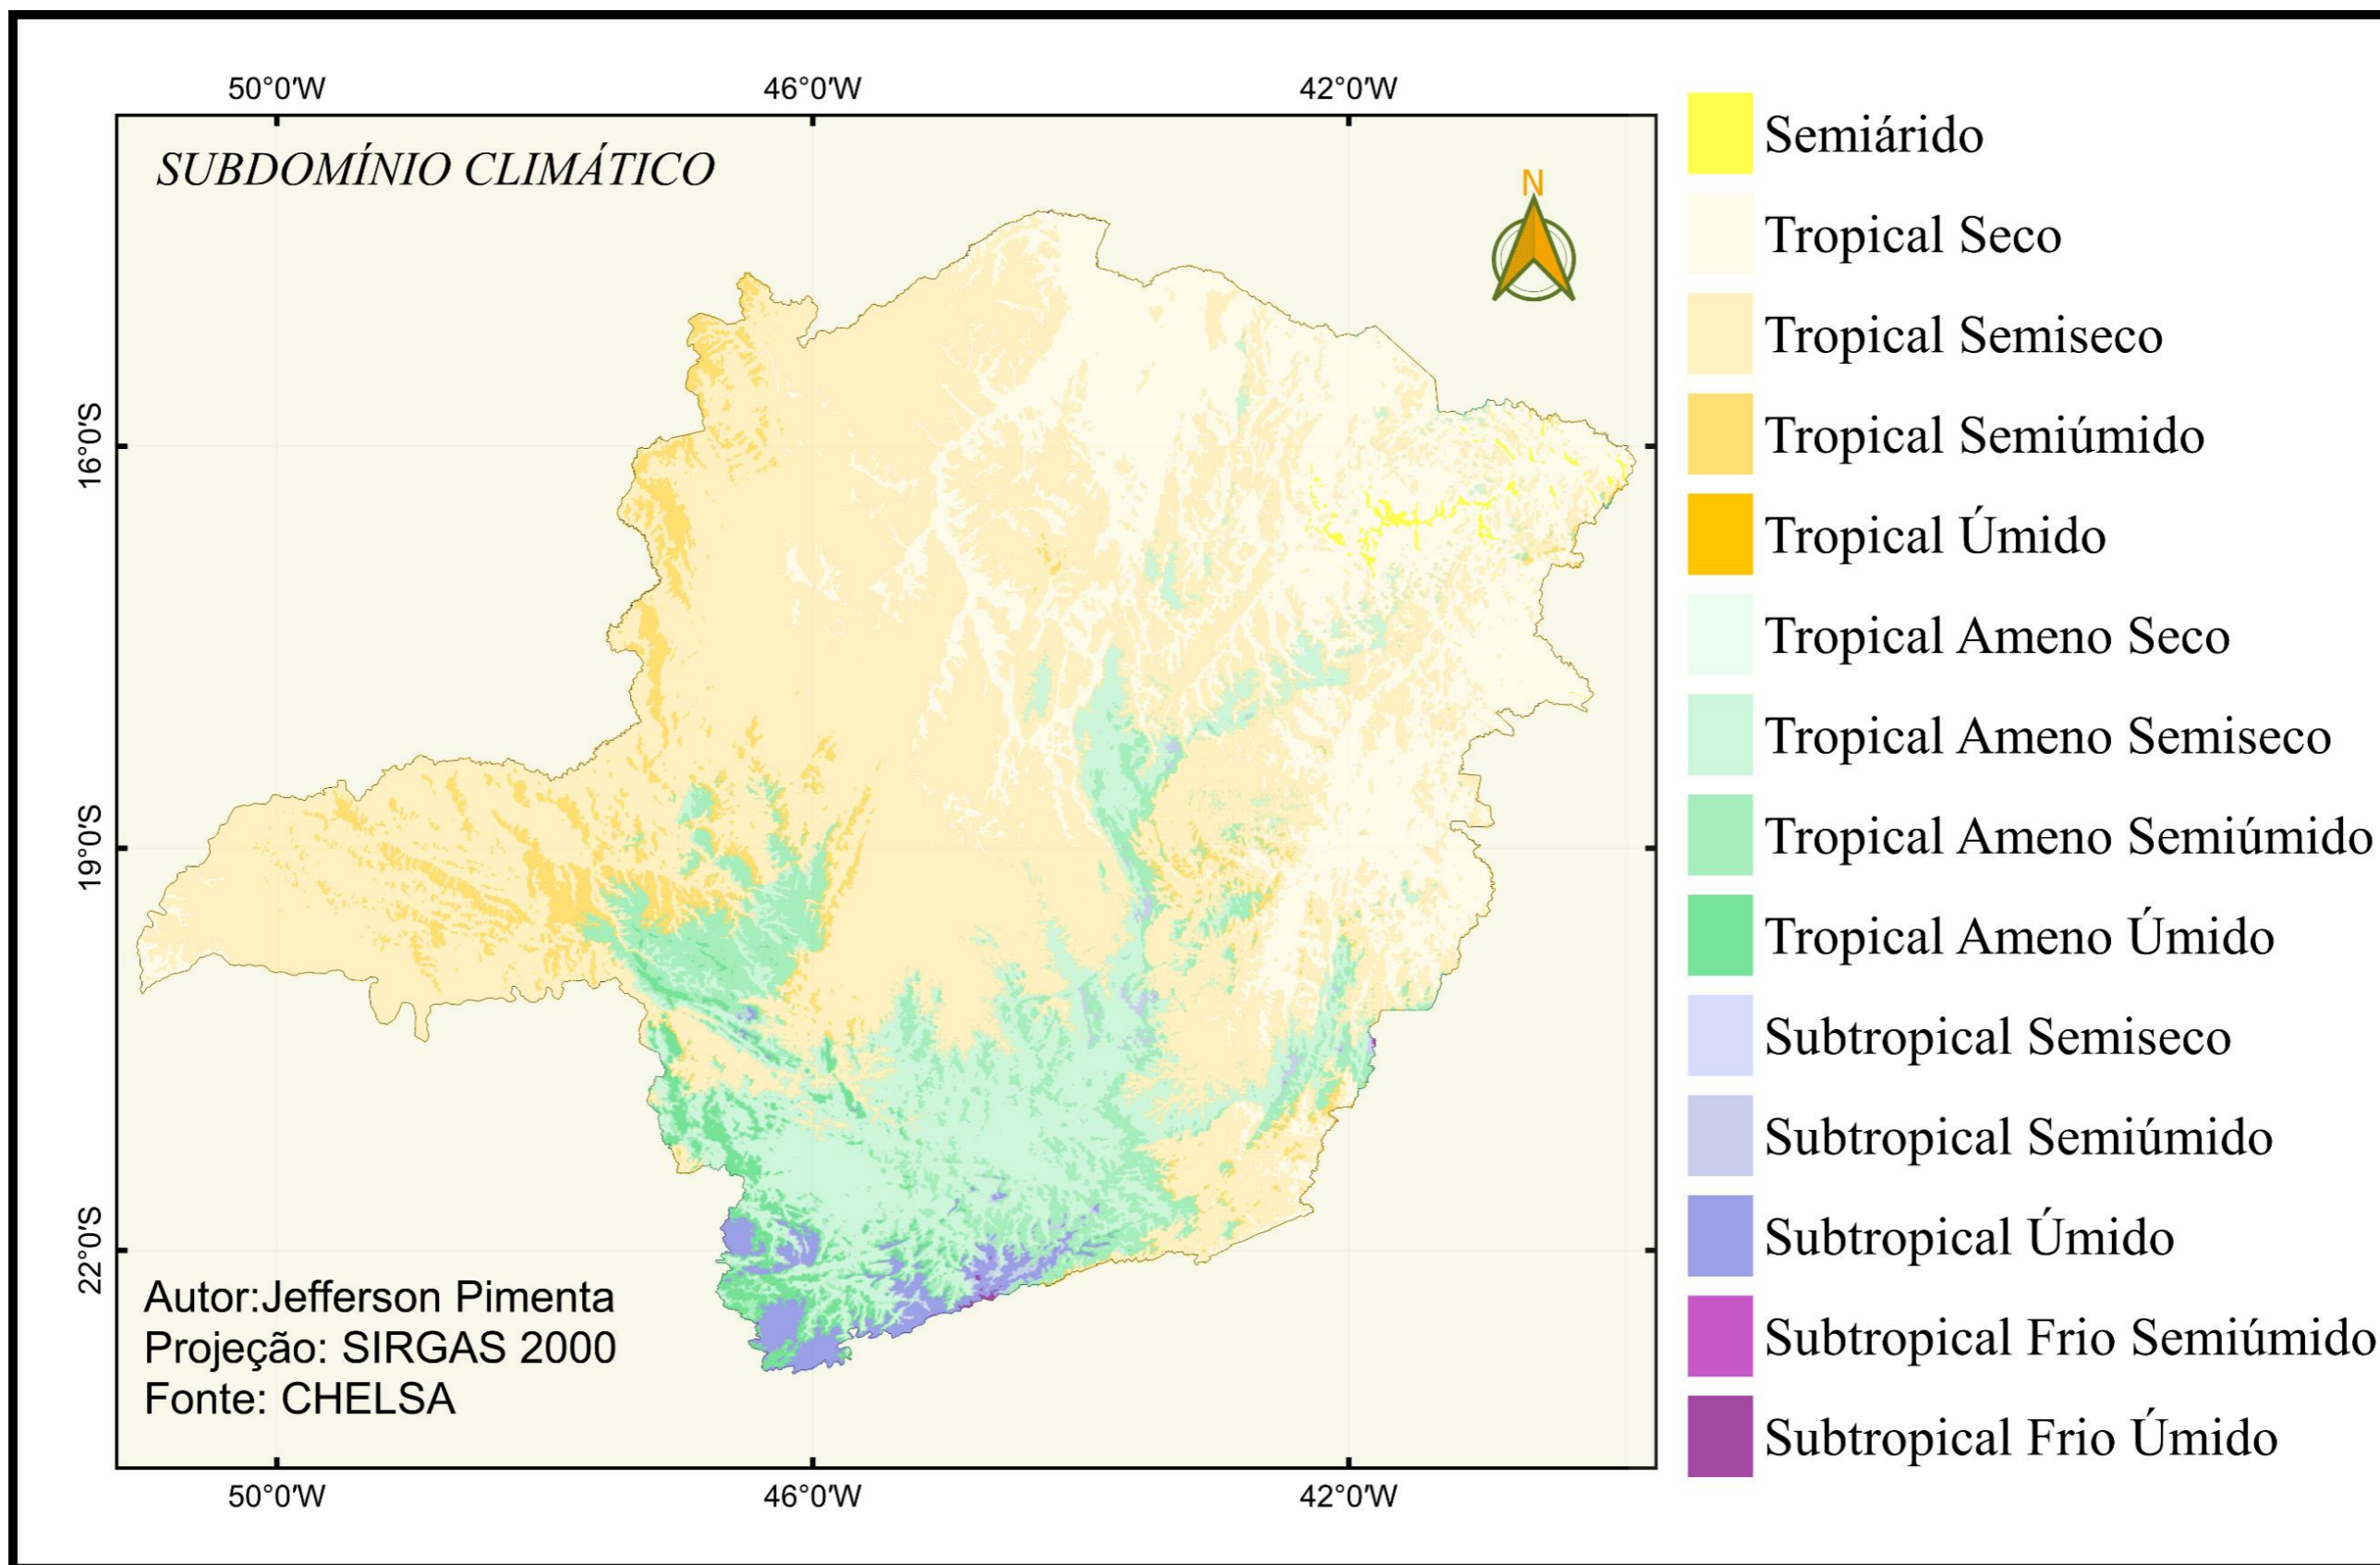 50°0'W
46°0'W
42°0'W
SUBDOMÍNIO CLIMÁTICO
N
16°0'S
19°0'S
22°0'S
Autor:Jefferson Pimenta
Projeção: SIRGAS 2000
Fonte: CHELSA
50°0'W
46°0'W
42°0'W
Semiárido
Tropical Seco
Tropical Semiseco
Tropical Semiúmido
Tropical Úmido
Tropical Ameno Seco
Tropical Ameno Semiseco
Tropical Ameno Semiúmido
Tropical Ameno Úmido
Subtropical Semiseco
Subtropical Semiúmido
Subtropical Úmido
Subtropical Frio Semiúmido
Subtropical Frio Úmido